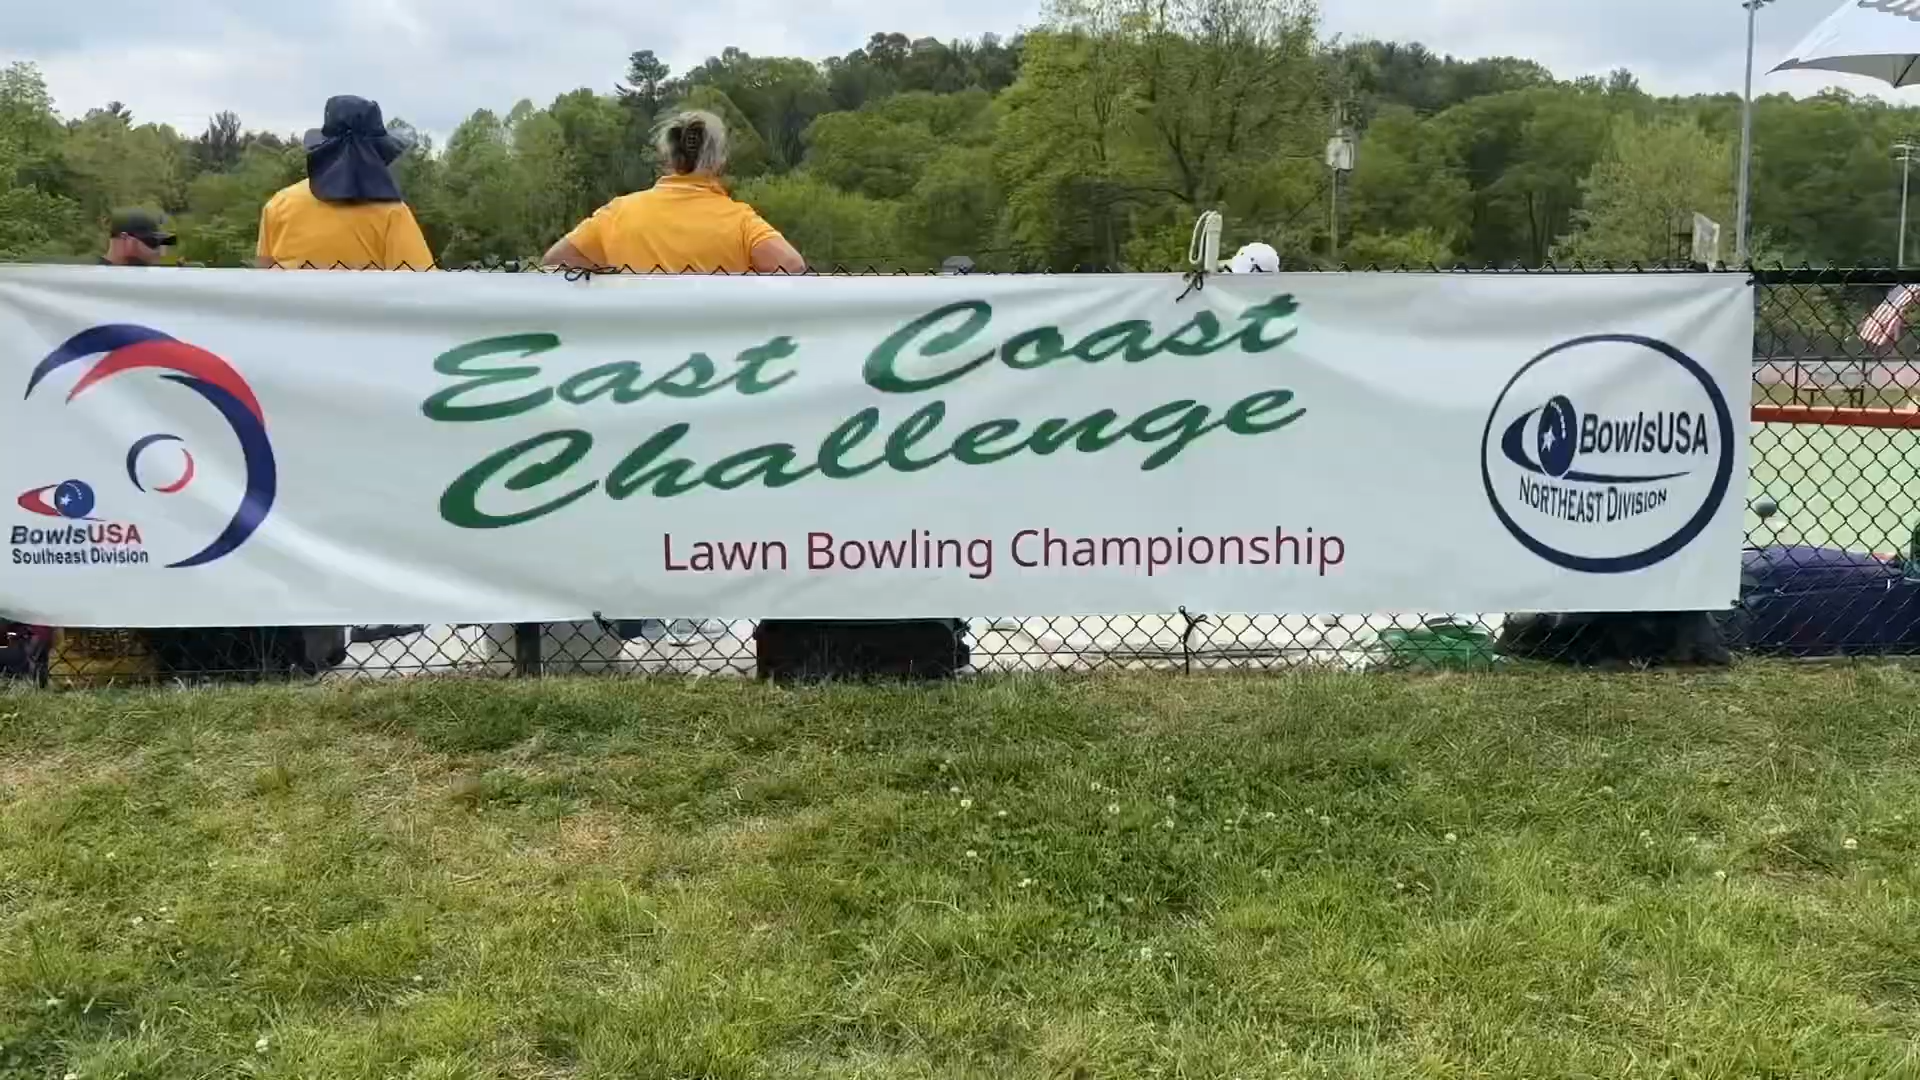 East Coast
Challenge
Lawn Bowling Championship
BowlsUSA
Southeast Division
BowlsUSA
NORTHEAST DIVISION